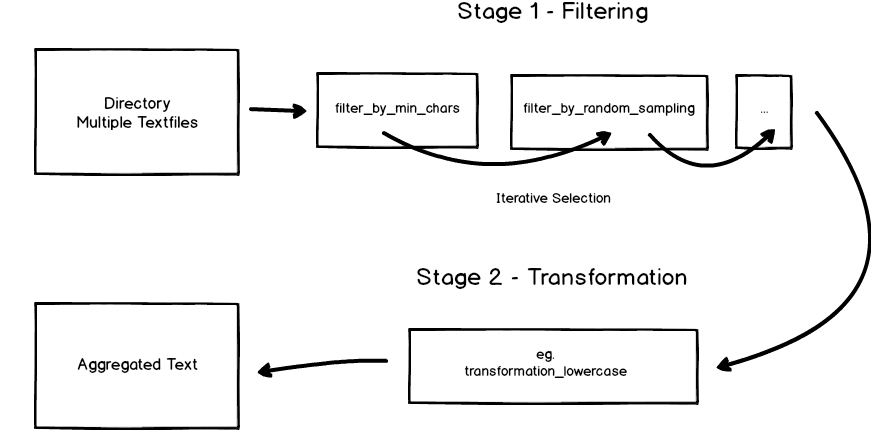 Stage 1 - Filtering
Directory
Multiple Textfiles
filter_by_min_chars
filter_by_random_sampling
...
Iterative Selection
Stage 2 - Transformation
Aggregated Text
eg.
transformation_lowercase